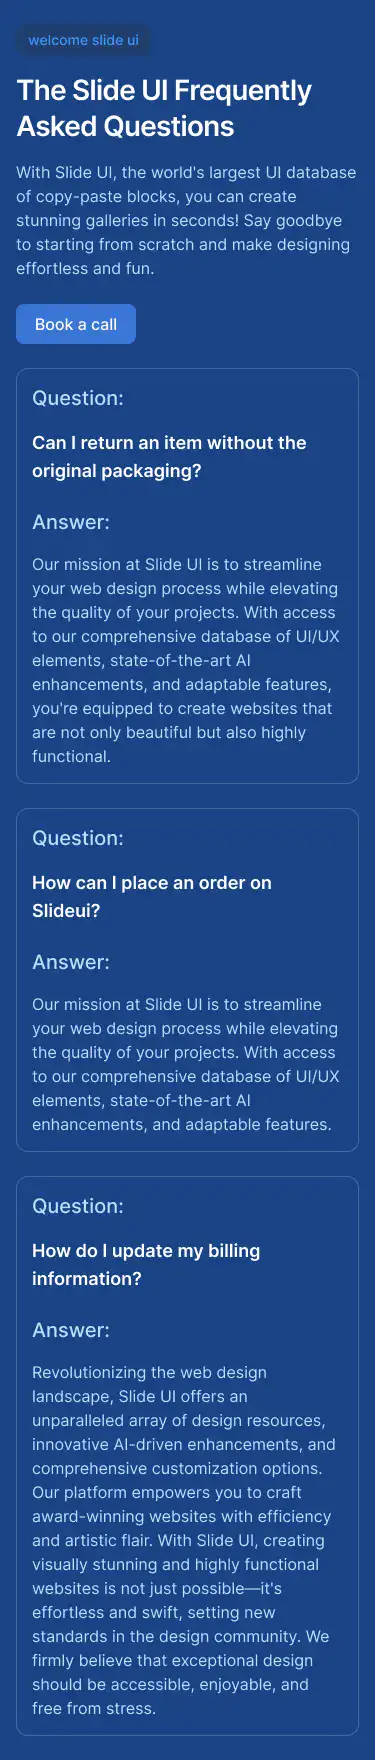 welcome slide ui
The Slide UI Frequently
Asked Questions
With Slide UI, the world's largest UI database
of copy-paste blocks, you can create
stunning galleries in seconds! Say goodbye
to starting from scratch and make designing
effortless and fun.
Book a call
Question:
Can I return an item without the
original packaging?
Answer:
Our mission at Slide UI is to streamline
your web design process while elevating
the quality of your projects. With access
to our comprehensive database of UI/UX
elements, state-of-the-art AI
enhancements, and adaptable features,
you're equipped to create websites that
are not only beautiful but also highly
functional.
Question:
How can I place an order on
Slideui?
Answer:
Our mission at Slide UI is to streamline
your web design process while elevating
the quality of your projects. With access
to our comprehensive database of UI/UX
elements, state-of-the-art AI
enhancements, and adaptable features.
Question:
How do I update my billing
information?
Answer:
Revolutionizing the web design
landscape, Slide UI offers an
unparalleled array of design resources,
innovative AI-driven enhancements, and
comprehensive customization options.
Our platform empowers you to craft
award-winning websites with efficiency
and artistic flair. With Slide UI, creating
visually stunning and highly functional
websites is not just possible—it's
effortless and swift, setting new
standards in the design community. We
firmly believe that exceptional design
should be accessible, enjoyable, and
free from stress.